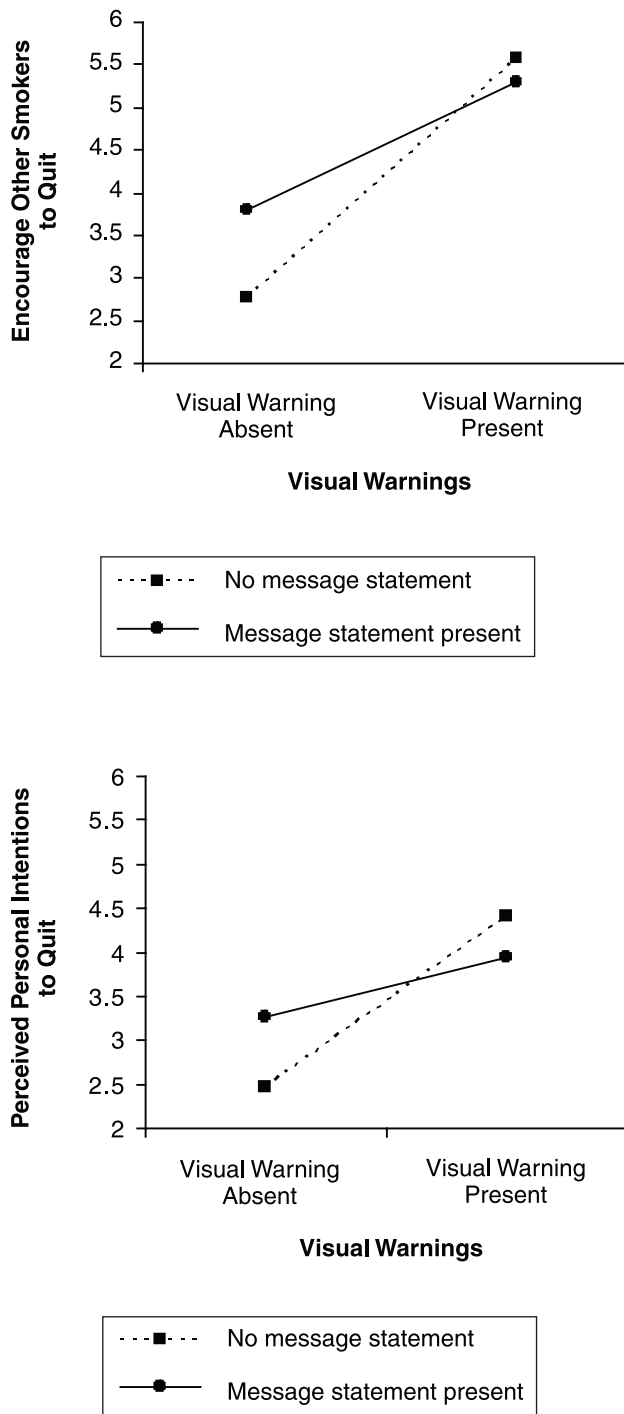 6
5.5
5
4.5
4
3.5
3
2.5
2
Encourage Other Smokers
to Quit
Visual Warning
Absent
Visual Warning
Present
Visual Warnings
No message statement
Message statement present
6
5.5
5
4.5
4
3.5
3
2.5
2
Perceived Personal Intentions
to Quit
Visual Warning
Absent
Visual Warning
Present
Visual Warnings
No message statement
Message statement present